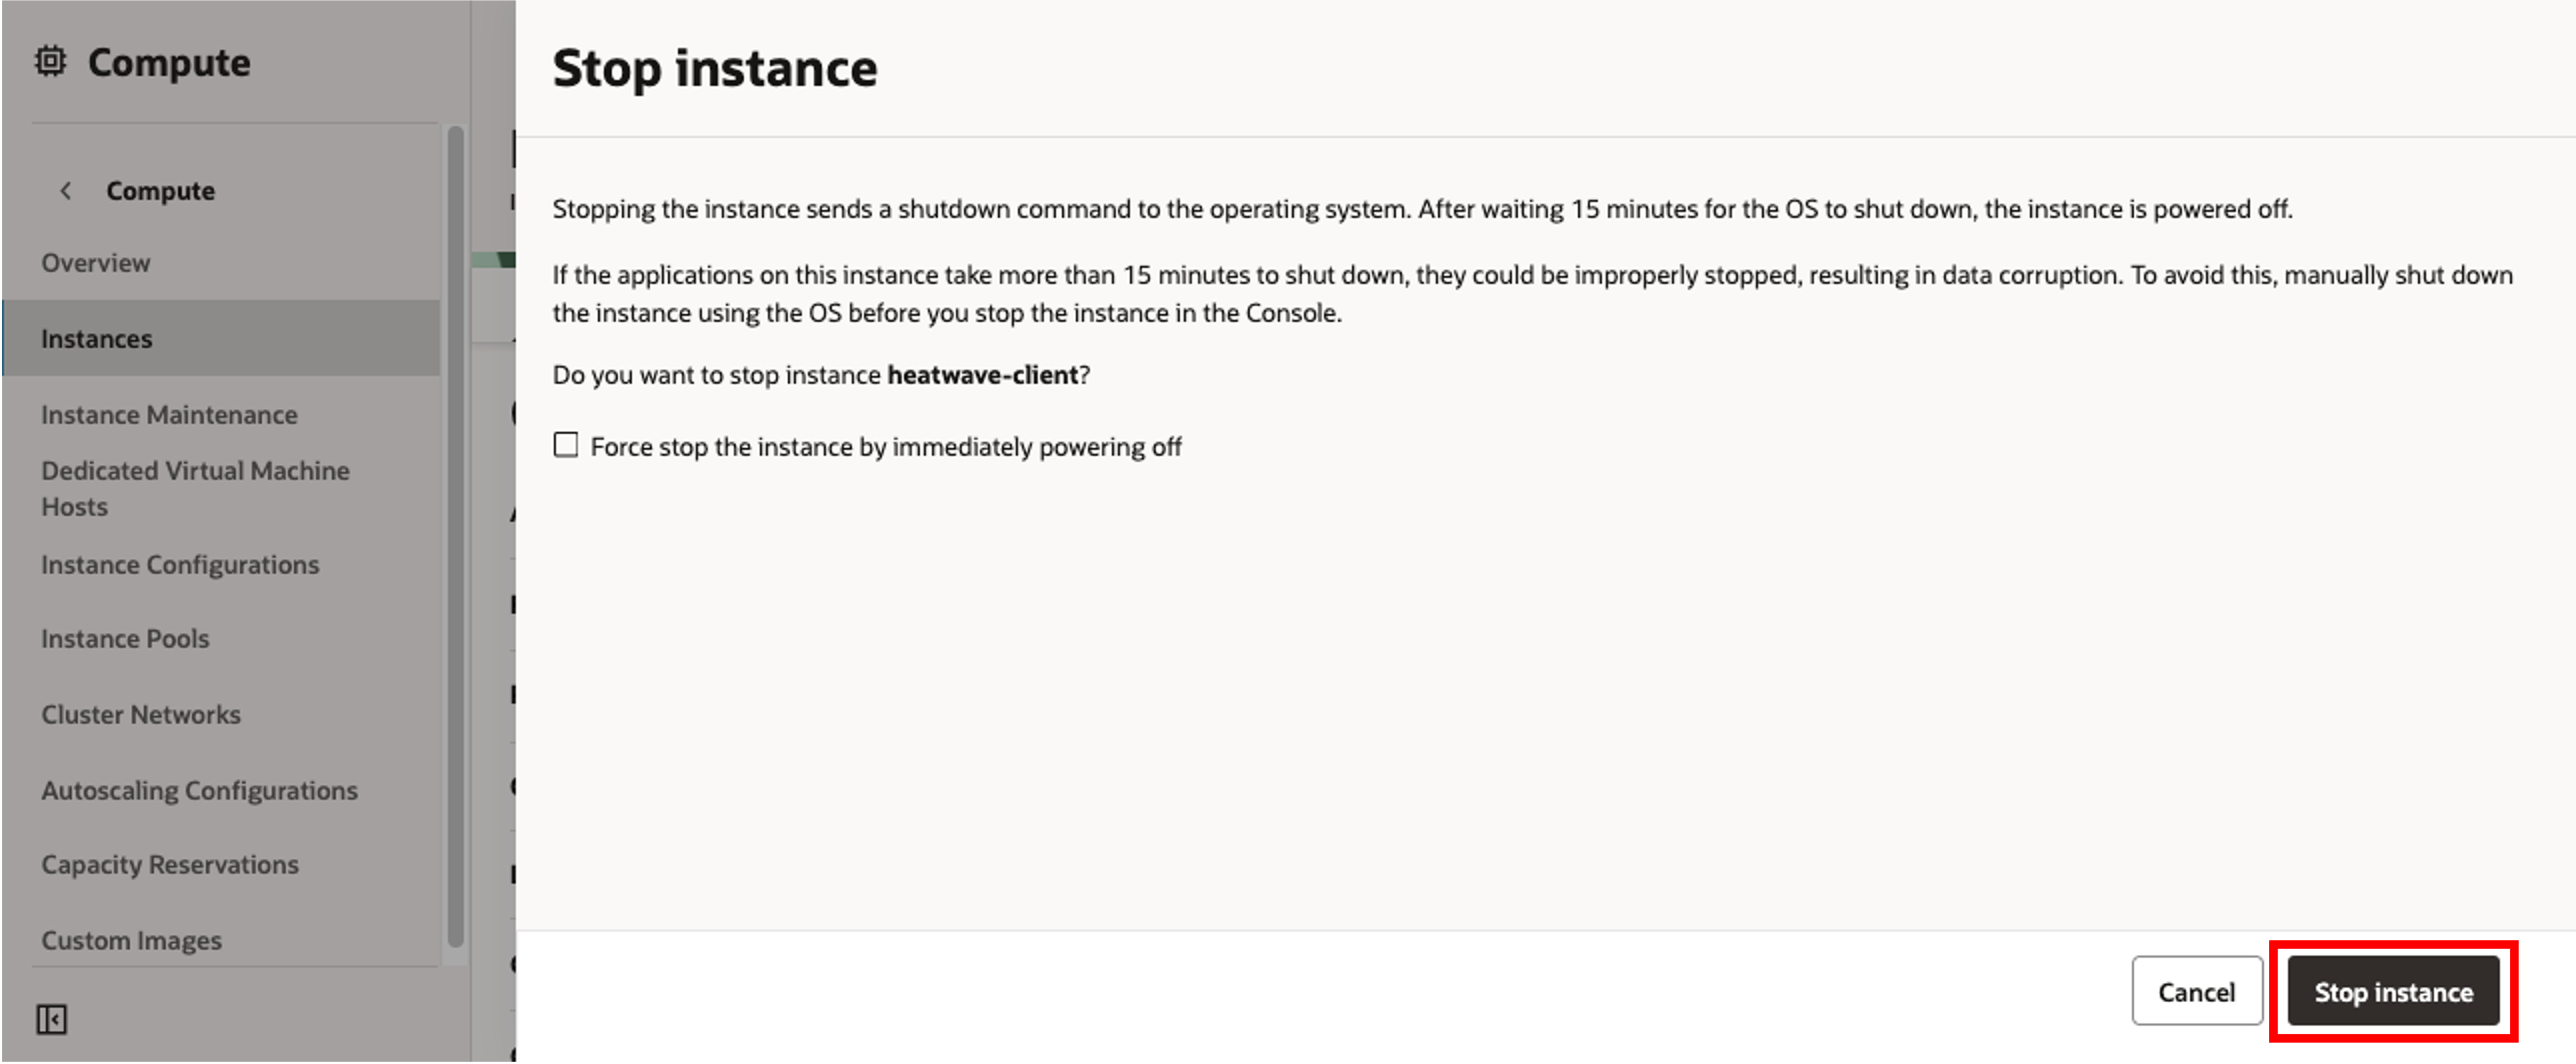 Compute
Compute
Overview
Instances
Instance Maintenance
Dedicated Virtual Machine
Hosts
Instance Configurations
Instance Pools
Cluster Networks
Autoscaling Configurations
Capacity Reservations
Custom Images
Stop instance
Stopping the instance sends a shutdown command to the operating system. After waiting 15 minutes for the OS to shut down, the instance is powered off.
If the applications on this instance take more than 15 minutes to shut down, they could be improperly stopped, resulting in data corruption. To avoid this, manually shut down
the instance using the OS before you stop the instance in the Console.
Do you want to stop instance heatwave-client?
Force stop the instance by immediately powering off
Cancel
Stop instance